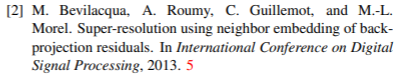 [2] M. Bevilacqua, A. Roumy, C. Guillemot, and M.-L.
Morel. Super-resolution using neighbor embedding of back-
projection residuals. In International Conference on Digital
Signal Processing, 2013. 5